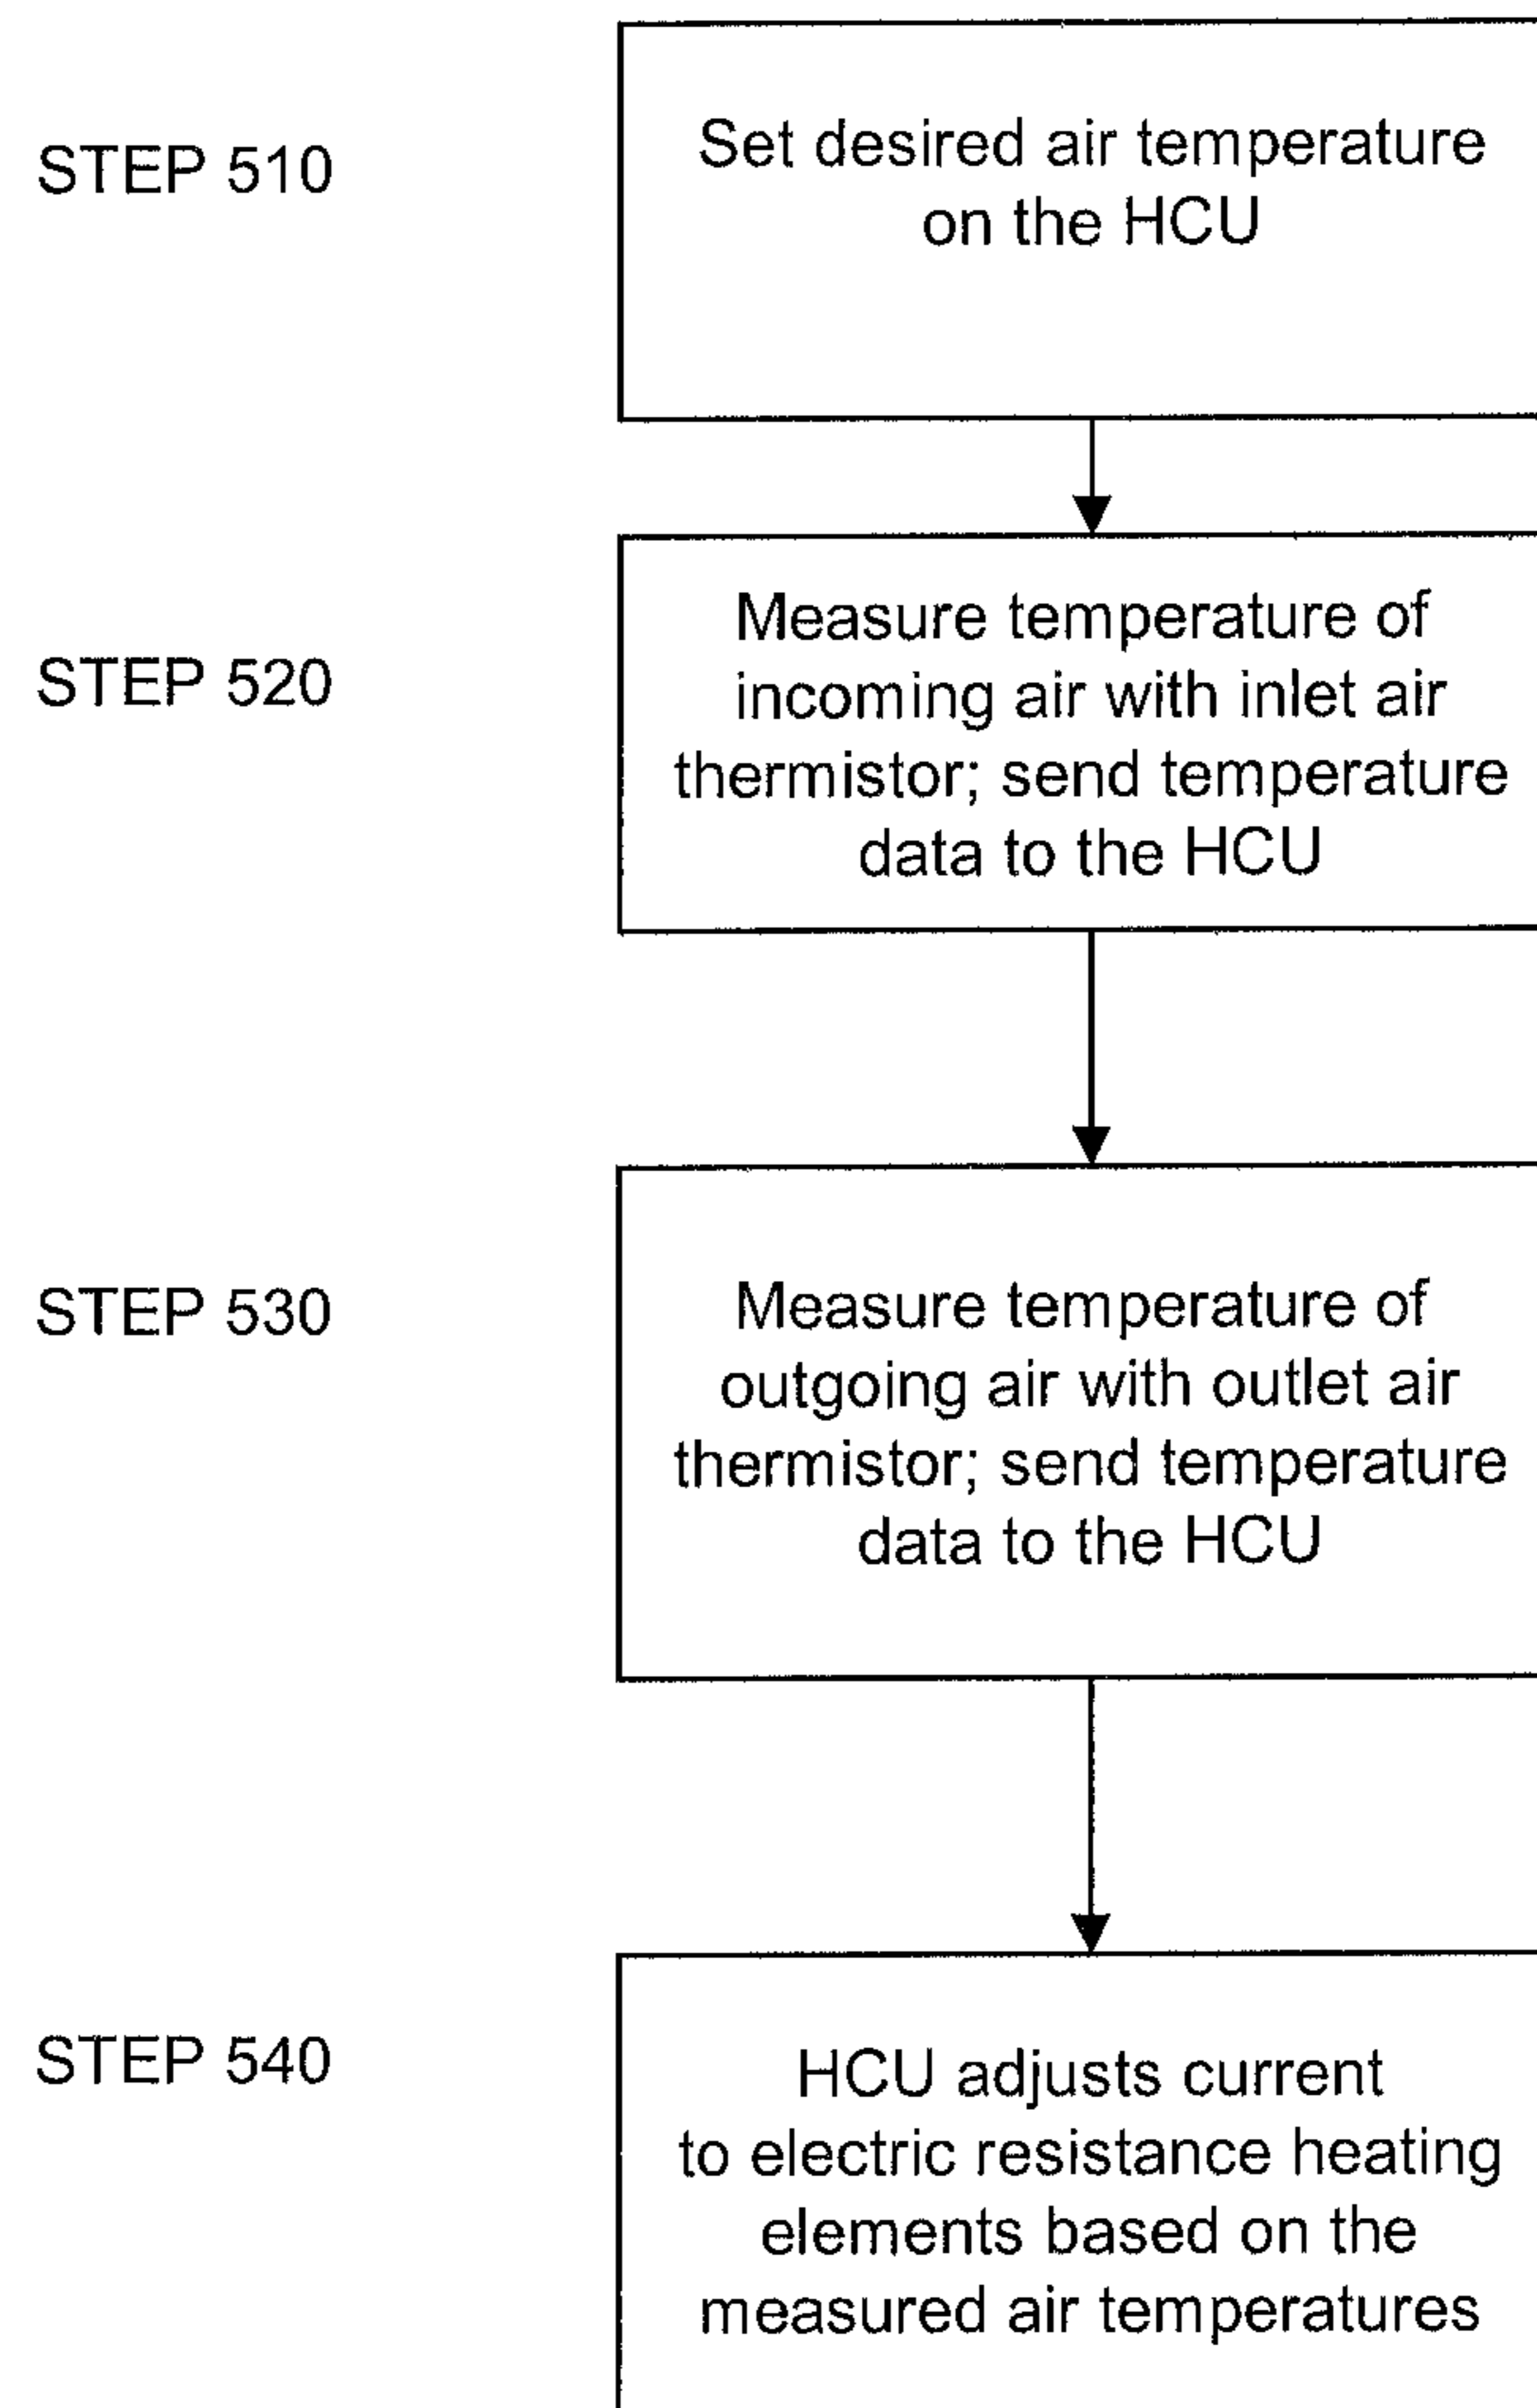 STEP 510
Set desired air temperature
on the HCU
STEP 520
Measure temperature of
incoming air with inlet air
thermistor; send temperature
data to the HCU
STEP 530
Measure temperature of
outgoing air with outlet air
thermistor; send temperature
data to the HCU
STEP 540
HCU adjusts current
to electric resistance heating
elements based on the
measured air temperatures